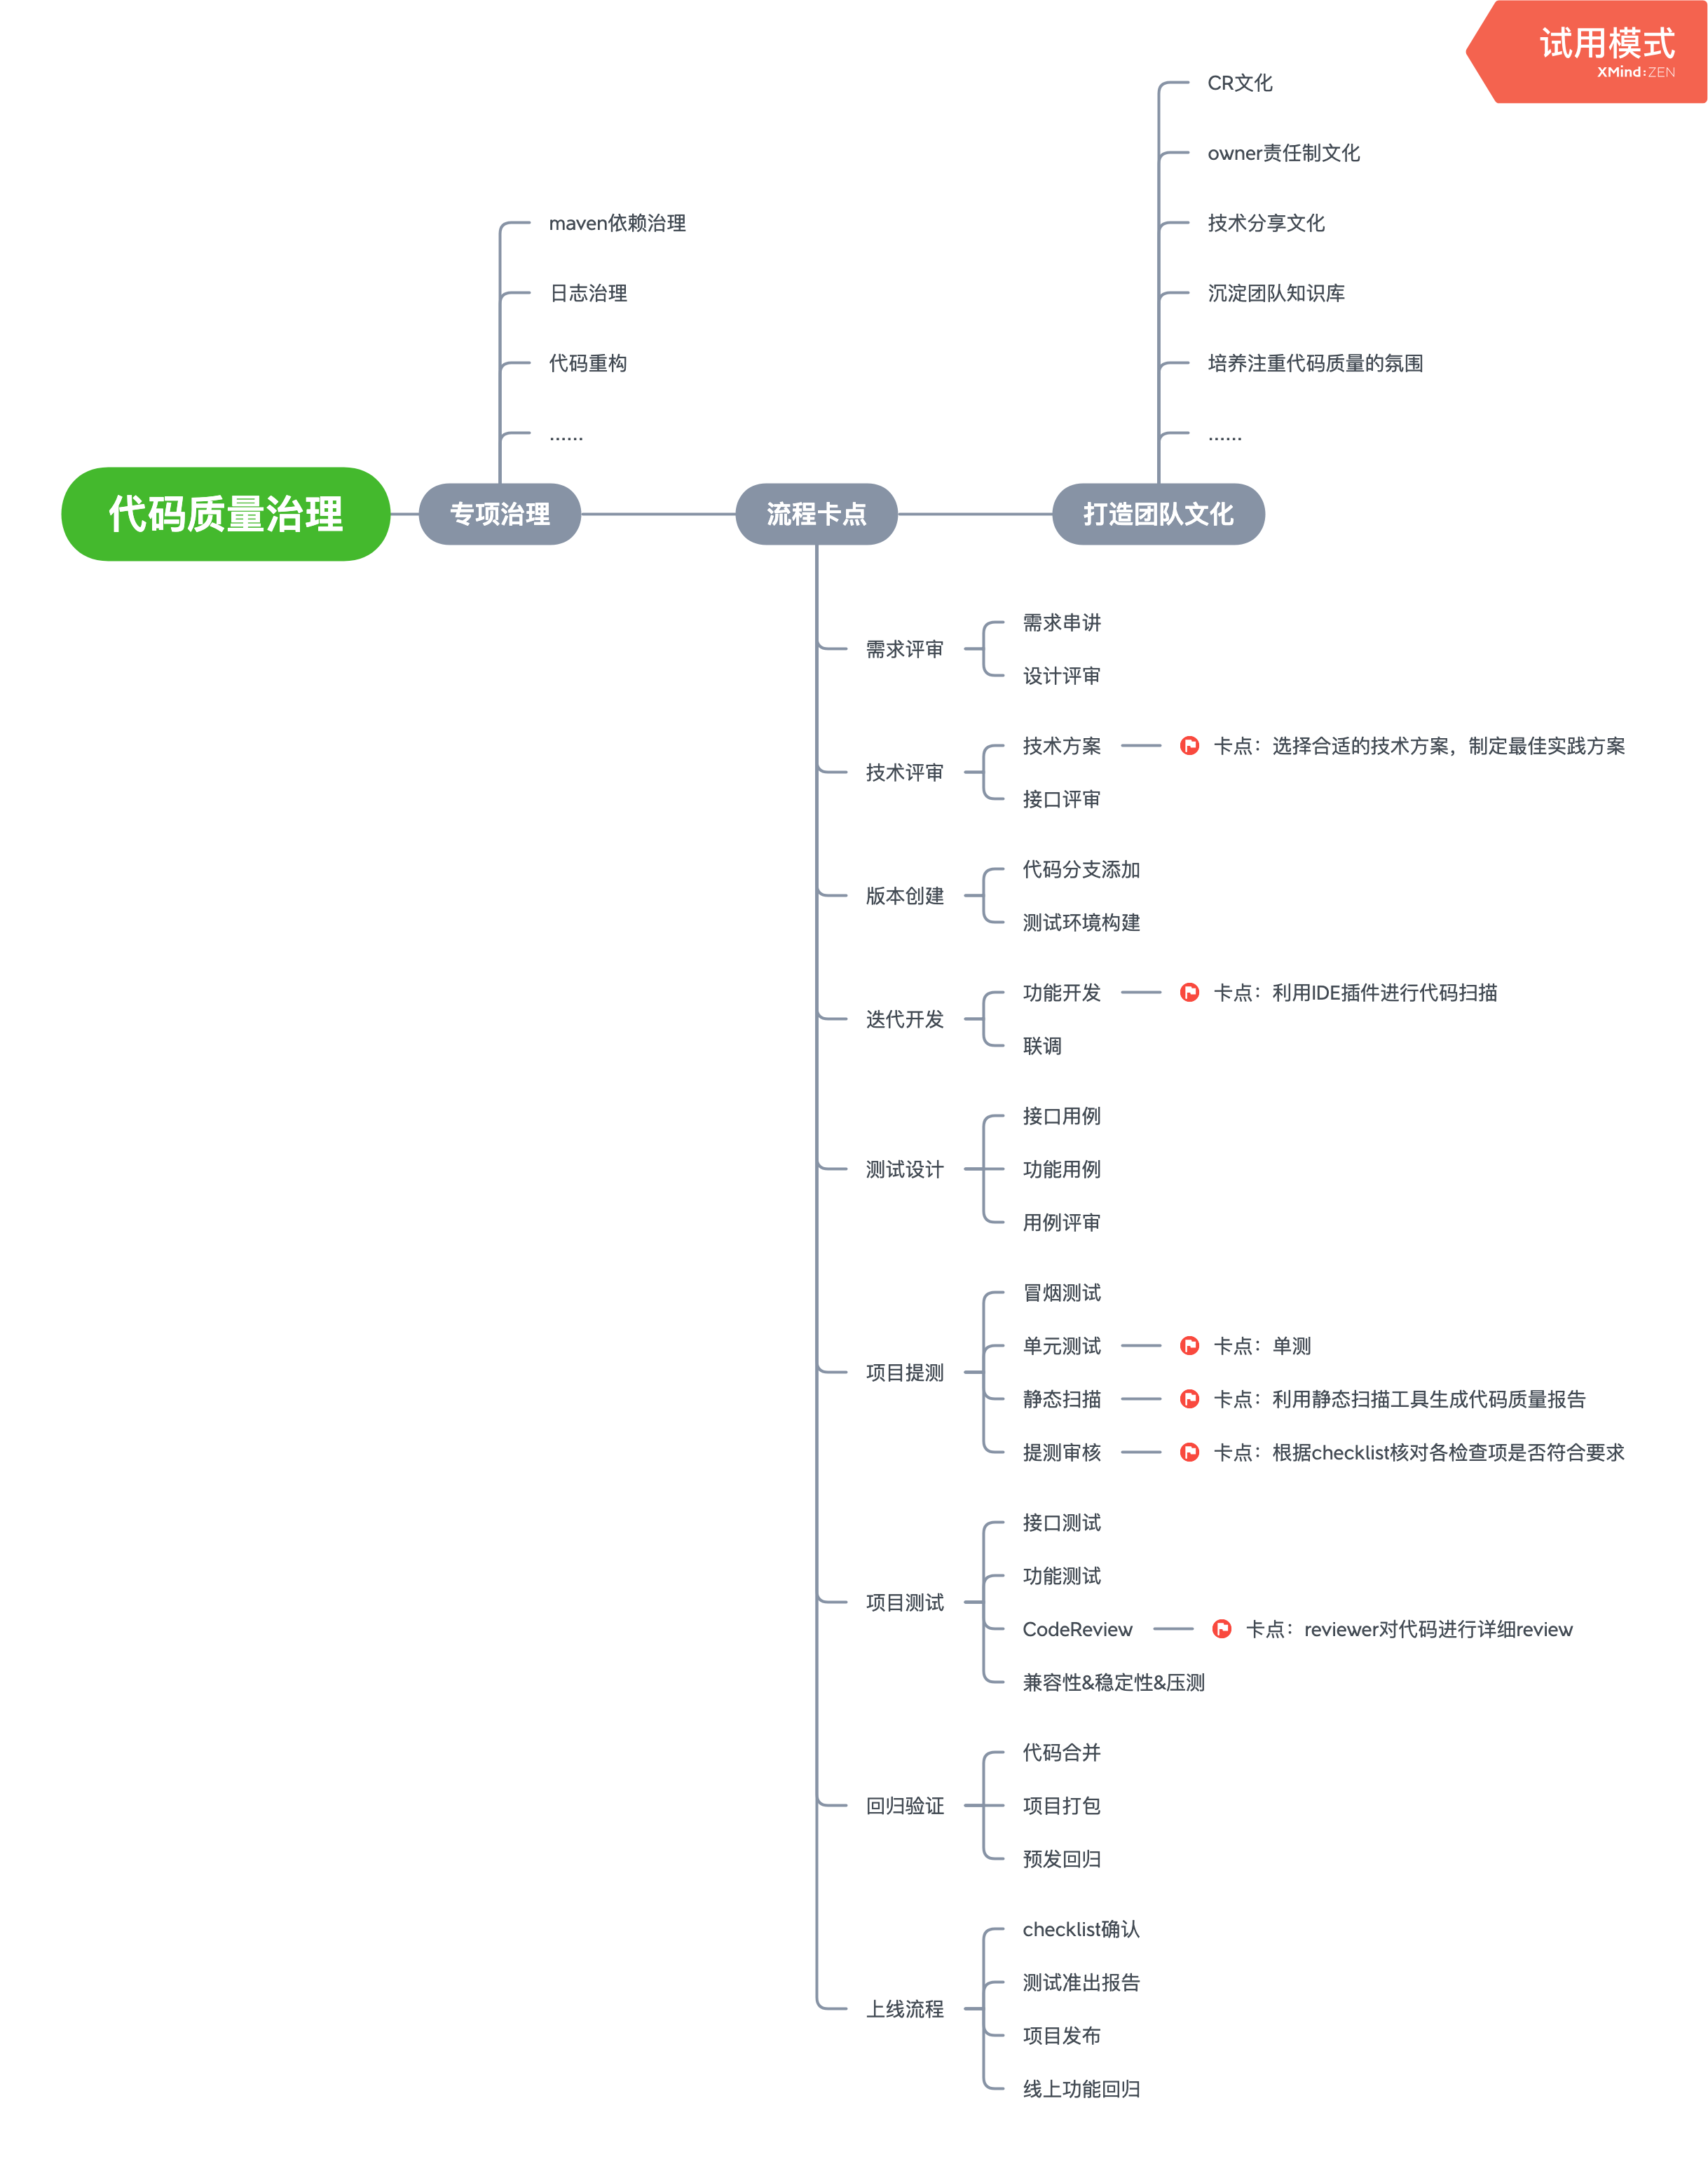 试用模式
XMind:ZEN
CR文化
owner责任制文化
技术分享文化
沉淀团队知识库
培养注重代码质量的氛围
......
maven依赖治理
日志治理
代码重构
......
代码质量治理
专项治理
流程卡点
打造团队文化
需求评审
需求串讲
设计评审
技术评审
技术方案
卡点：选择合适的技术方案，制定最佳实践方案
接口评审
版本创建
代码分支添加
测试环境构建
迭代开发
功能开发
卡点：利用IDE插件进行代码扫描
联调
测试设计
接口用例
功能用例
用例评审
项目提测
冒烟测试
单元测试
卡点：单测
静态扫描
卡点：利用静态扫描工具生成代码质量报告
提测审核
卡点：根据checklist核对各检查项是否符合要求
项目测试
接口测试
功能测试
CodeReview
卡点：reviewer对代码进行详细review
兼容性&稳定性&压测
回归验证
代码合并
项目打包
预发回归
上线流程
checklist确认
测试准出报告
项目发布
线上功能回归